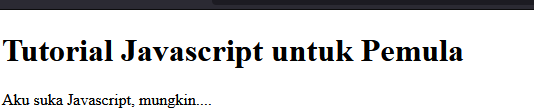 Tutorial Javascript untuk Pemula
Aku suka Javascript, mungkin....